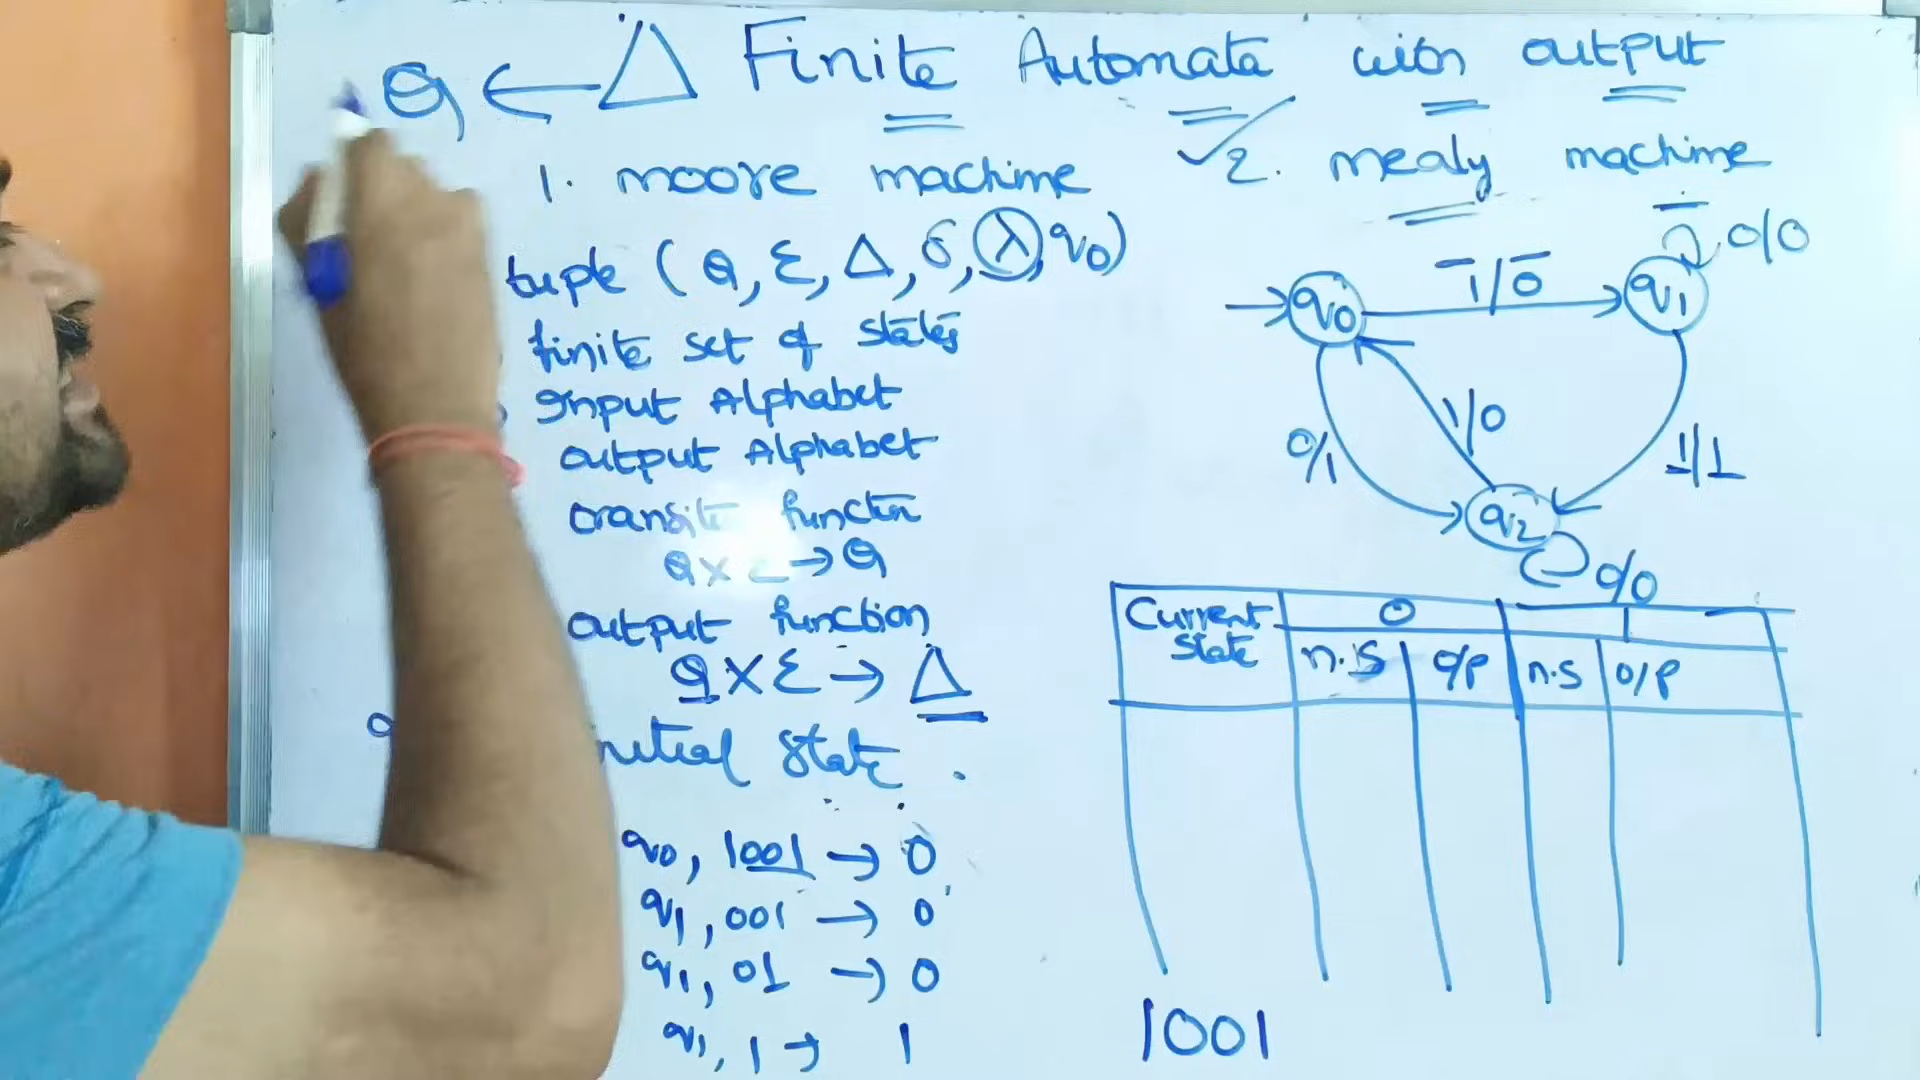 Q ← Δ Finite Automata with output
1. moore machine 2. mealy machine
tuple (Q, Σ, Δ, δ, λ, q0)
finite set of states
Input Alphabet
output Alphabet
function
Q × Σ → Q
output function
Q × Σ → Δ
state.
q0, 1001 → 0
q1, 001 → 0
q1, 01 → 0
q1, 1 → 1
q0
1/0
q1
0/0
0/1
1/0
1/1
q2
0/0
Current state 0 1
n.s o/p n.s o/p
1001